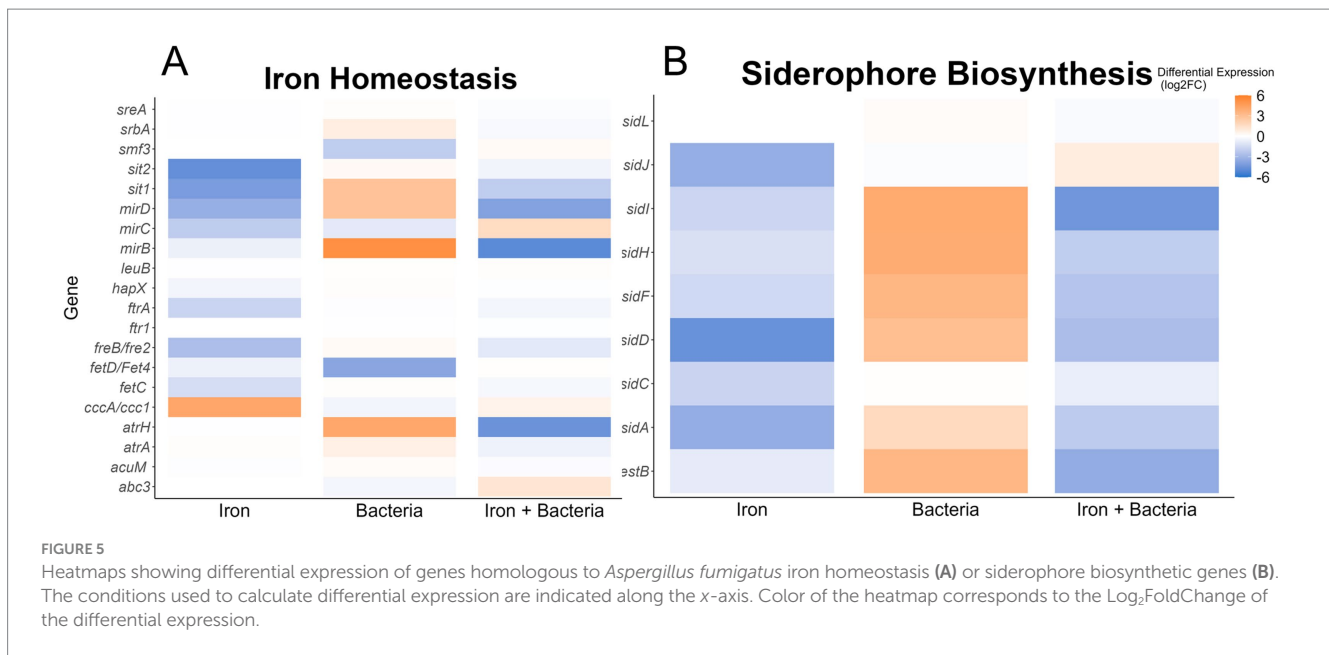 A
Iron Homeostasis
Gene
sreA
srbA
smf3
sit2
sit1
mirD
mirC
mirB
leuB
hapX
ftrA
ftr1
freB/fre2
fetD/Fet4
fetC
cccA/ccc1
atrH
atrA
acuM
abc3
Iron Bacteria Iron + Bacteria
B
Siderophore Biosynthesis
Differential Expression
(log2FC)
6
3
0
-3
-6
sidL
sidJ
sidI
sidH
sidF
sidD
sidC
sidA
estB
Iron Bacteria Iron + Bacteria
FIGURE 5
Heatmaps showing differential expression of genes homologous to Aspergillus fumigatus iron homeostasis (A) or siderophore biosynthetic genes (B).
The conditions used to calculate differential expression are indicated along the x-axis. Color of the heatmap corresponds to the Log₂FoldChange of
the differential expression.